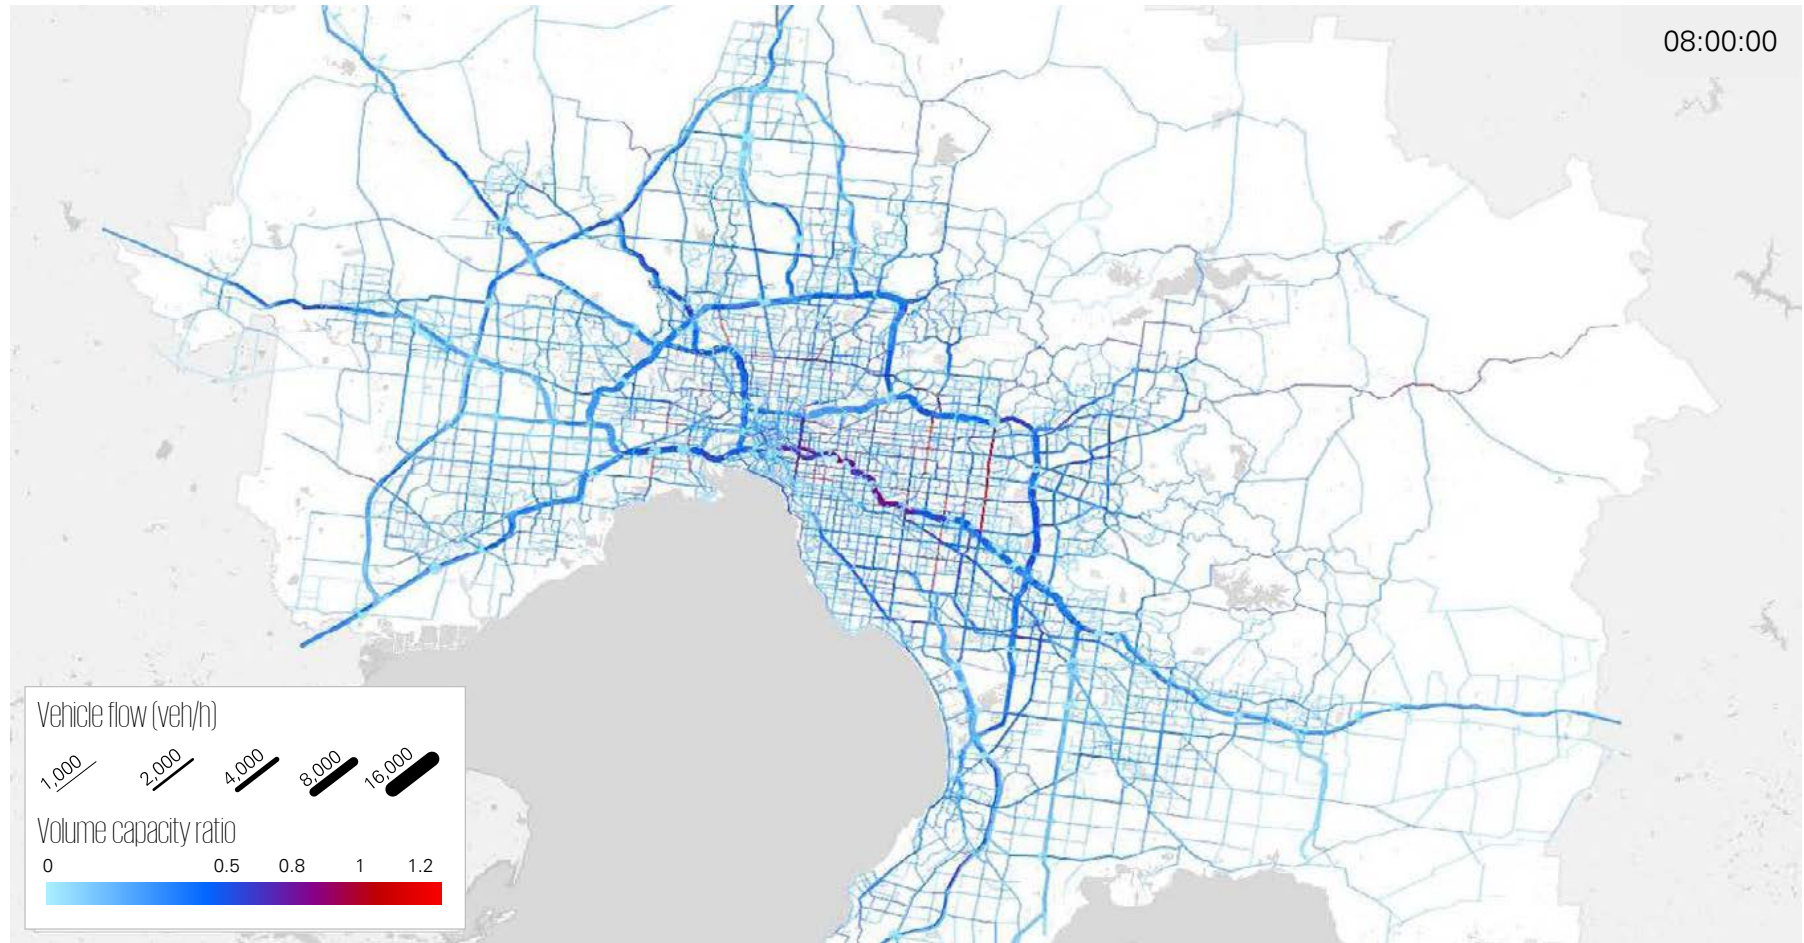 08:00:00
Vehicle flow (veh/h)
1,000 2,000 4,000 8,000 16,000
Volume capacity ratio
0 0.5 0.8 1 1.2